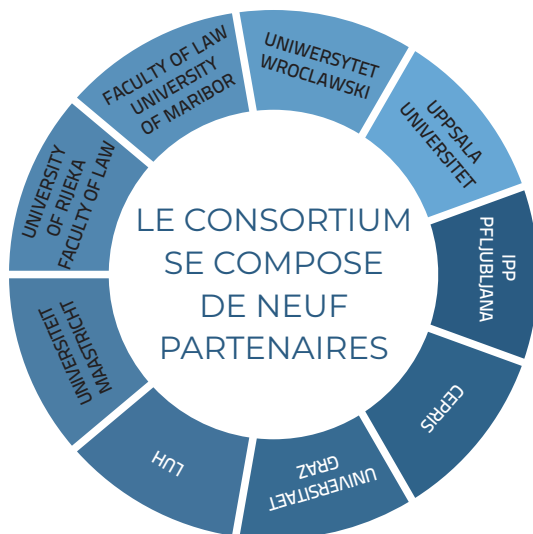 LE CONSORTIUM
SE COMPOSE
DE NEUF
PARTENAIRES
UNIWERSYTET
WROCLAWSKI
UPPSALA
UNIVERSITET
IPP
PFLJUBLJANA
CEPRIS
UNIVERSITAET
GRAZ
LUH
UNIVERSITEIT
MAASTRICHT
UNIVERSITY
OF RIJEKA
FACULTY OF LAW
FACULTY OF LAW
UNIVERSITY
OF MARIBOR